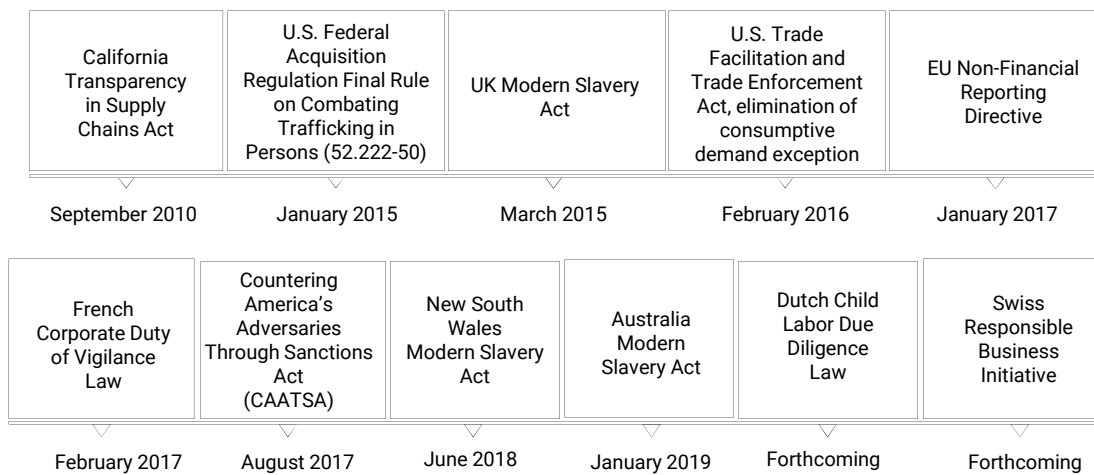 California
Transparency
in Supply
Chains Act
U.S. Federal
Acquisition
Regulation Final Rule
on Combating
Trafficking in
Persons (52.222-50)
UK Modern Slavery
Act
U.S. Trade
Facilitation and
Trade Enforcement
Act, elimination of
consumptive
demand exception
EU Non-Financial
Reporting
Directive
September 2010
January 2015
March 2015
February 2016
January 2017
French
Corporate Duty
of Vigilance
Law
Countering
America’s
Adversaries
Through Sanctions
Act
(CAATSA)
New South
Wales
Modern Slavery
Act
Australia
Modern
Slavery Act
Dutch Child
Labor Due
Diligence
Law
Swiss
Responsible
Business
Initiative
February 2017
August 2017
June 2018
January 2019
Forthcoming
Forthcoming